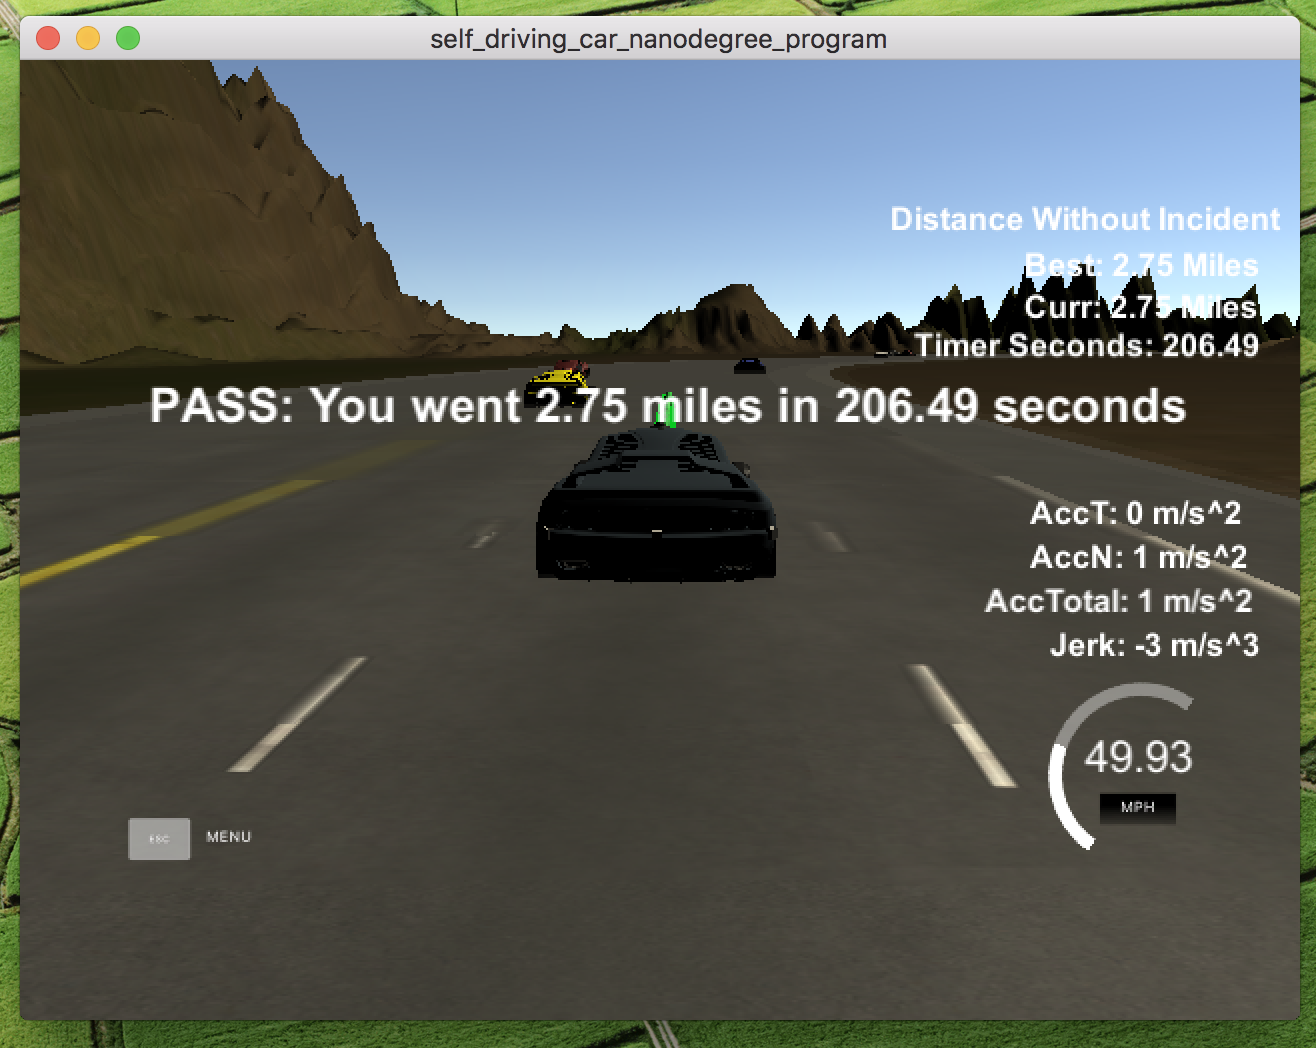 self_driving_car_nanodegree_program
Distance Without Incident
Best: 2.75 Miles
Curr: 2.75 Miles
Timer Seconds: 206.49
PASS: You went 2.75 miles in 206.49 seconds
AccT: 0 m/s^2
AccN: 1 m/s^2
AccTotal: 1 m/s^2
Jerk: -3 m/s^3
49.93
MPH
ESC MENU